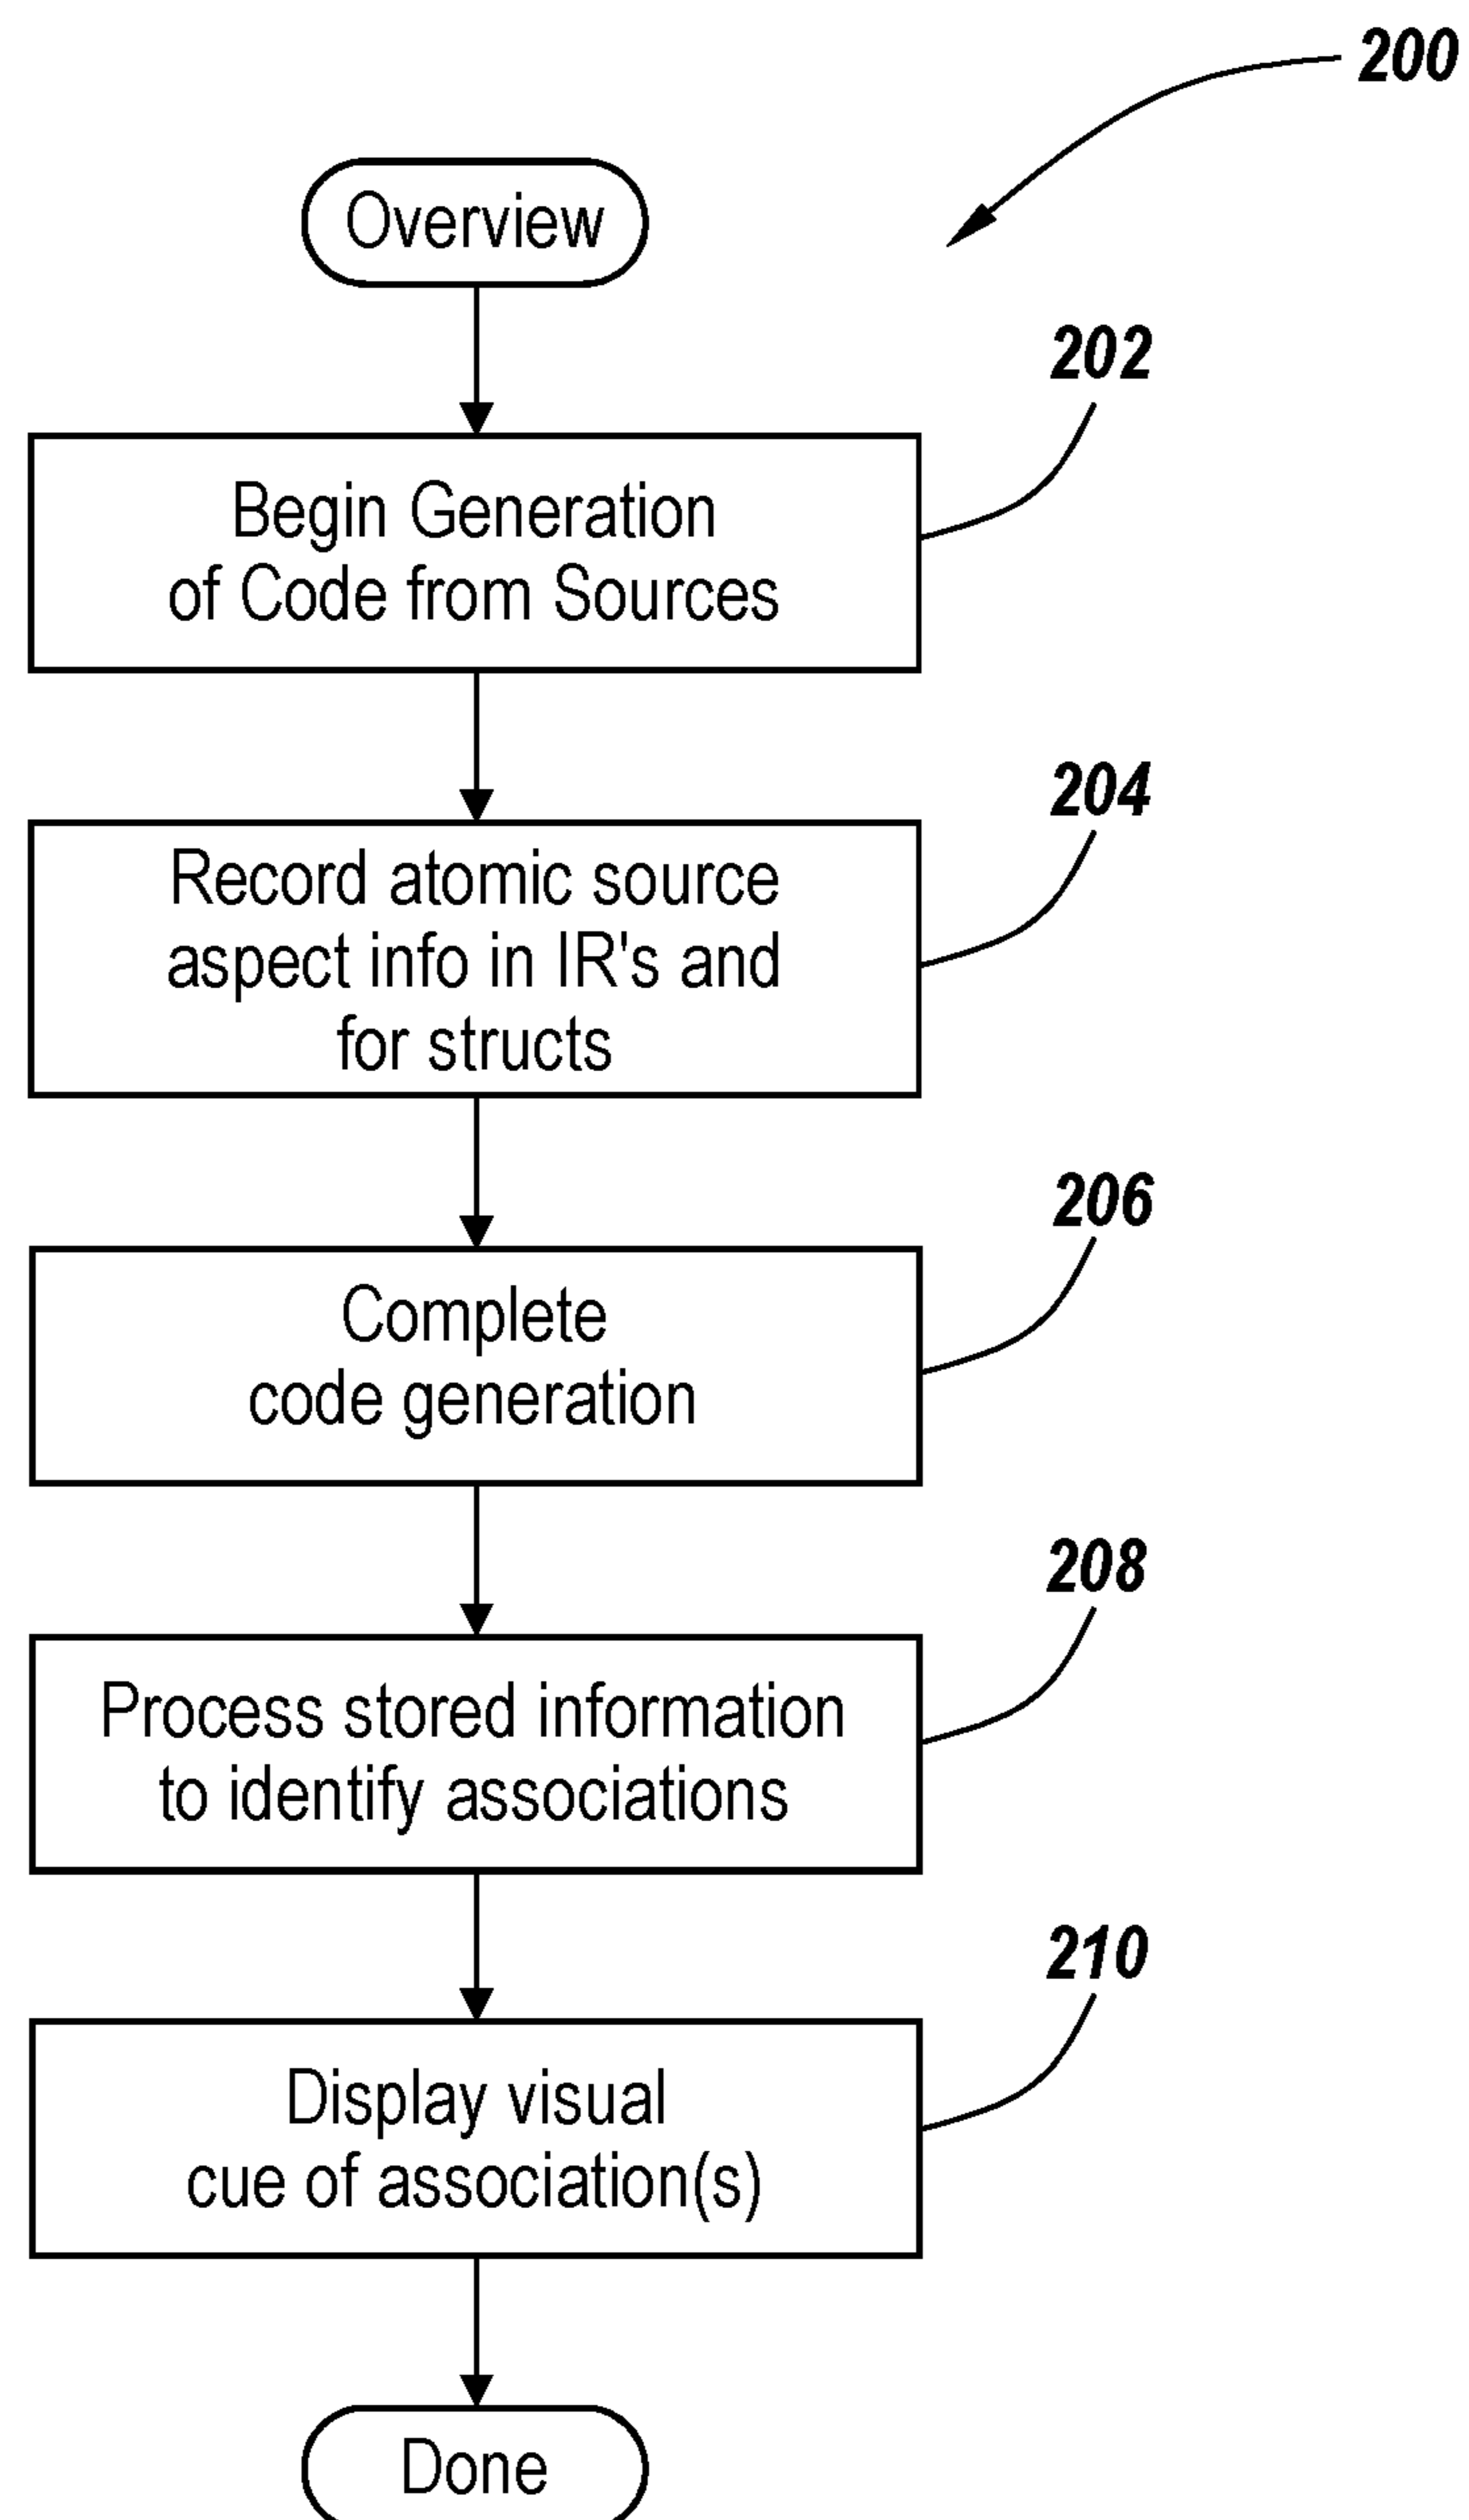 200
Overview
202
Begin Generation
of Code from Sources
204
Record atomic source
aspect info in IR's and
for structs
206
Complete
code generation
208
Process stored information
to identify associations
210
Display visual
cue of association(s)
Done